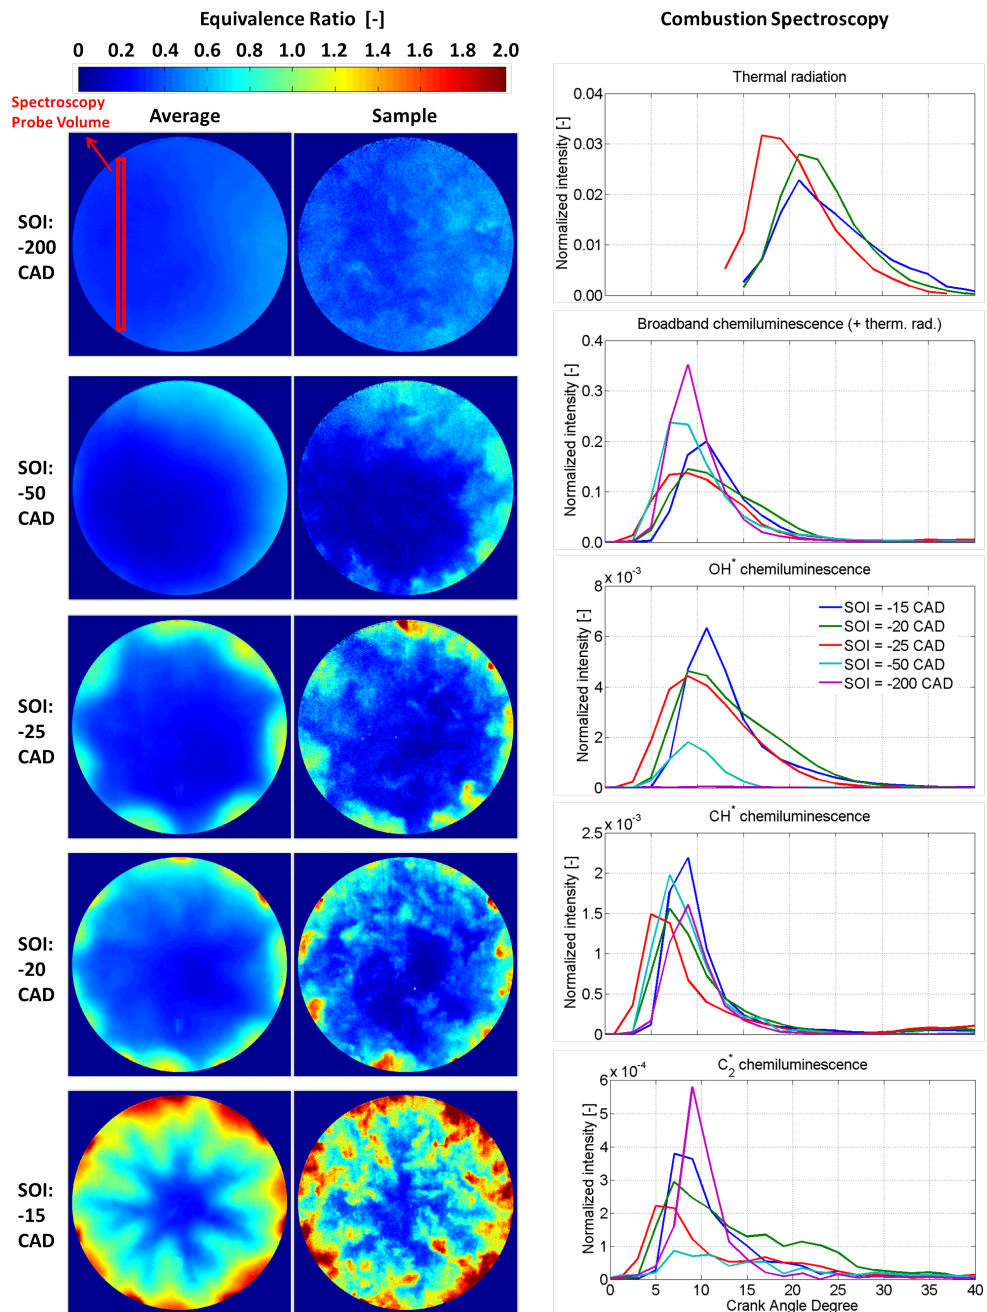 Equivalence Ratio [-]
0 0.2 0.4 0.6 0.8 1.0 1.2 1.4 1.6 1.8 2.0
Spectroscopy
Probe Volume
Average
Sample
SOI:
-200
CAD
SOI:
-50
CAD
SOI:
-25
CAD
SOI:
-20
CAD
SOI:
-15
CAD
Combustion Spectroscopy
Thermal radiation
Normalized intensity [-]
0.04
0.03
0.02
0.01
0.00
Broadband chemiluminescence (+ therm. rad.)
Normalized intensity [-]
0.4
0.3
0.2
0.1
0.0
OH* chemiluminescence
x 10⁻³
Normalized intensity [-]
8
6
4
2
0
SOI = -15 CAD
SOI = -20 CAD
SOI = -25 CAD
SOI = -50 CAD
SOI = -200 CAD
CH* chemiluminescence
x 10⁻³
Normalized intensity [-]
2.5
2
1.5
1
0.5
0
C₂* chemiluminescence
x 10⁻⁴
Normalized intensity [-]
6
5
4
3
2
1
0
0 5 10 15 20 25 30 35 40
Crank Angle Degree